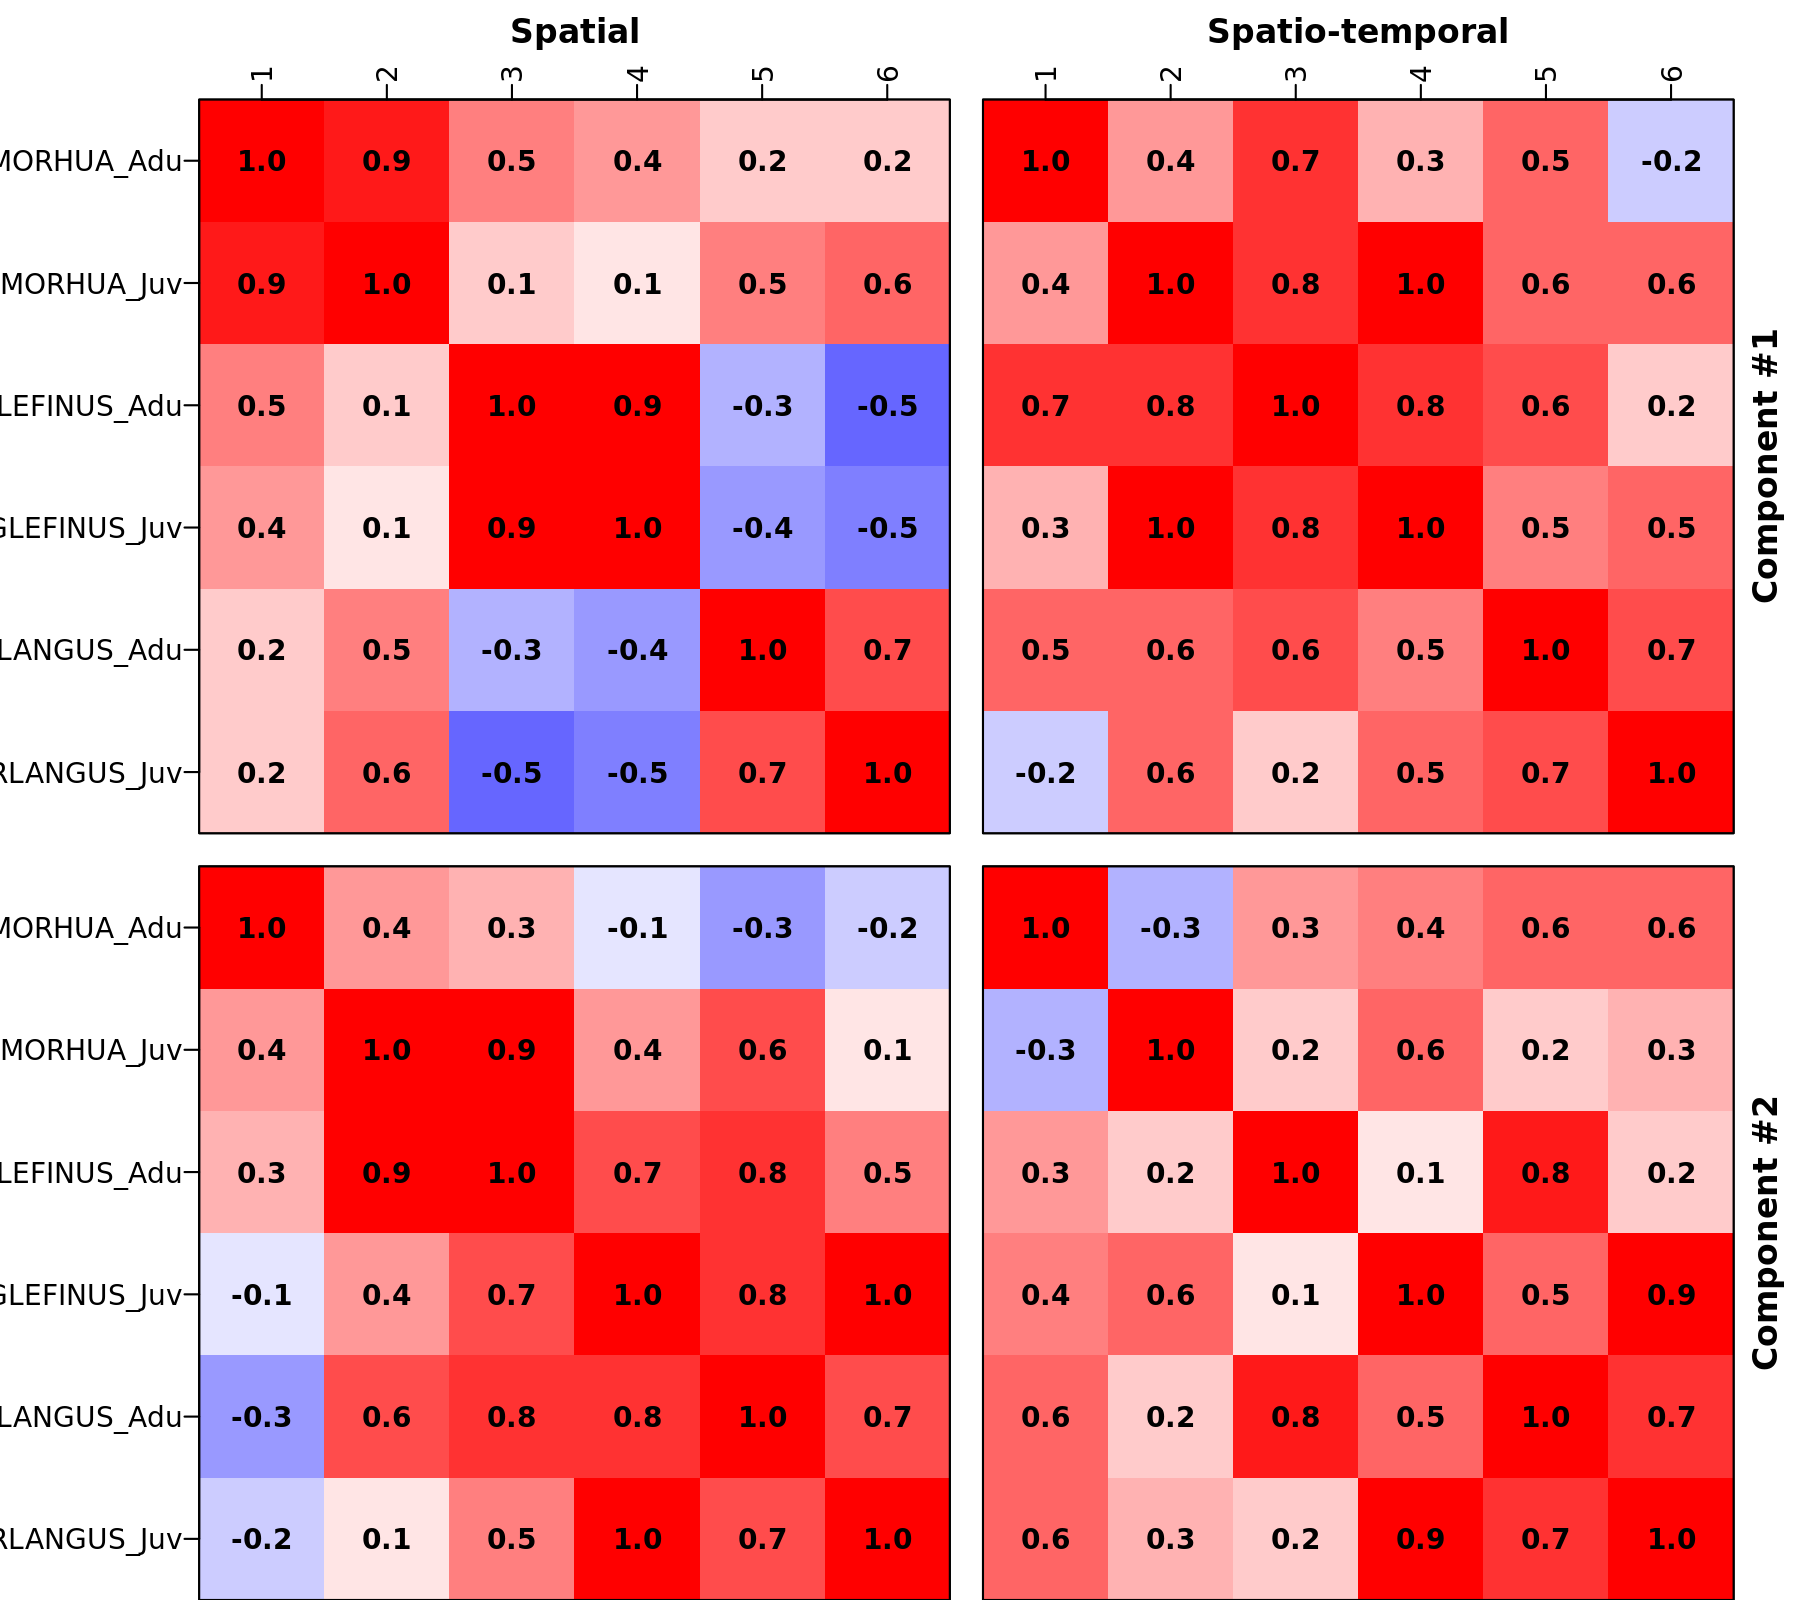 Spatial Spatio-temporal
1 2 3 4 5 6 1 2 3 4 5 6
MORHUA_Adu 1.0 0.9 0.5 0.4 0.2 0.2 1.0 0.4 0.7 0.3 0.5 -0.2
MORHUA_Juv 0.9 1.0 0.1 0.1 0.5 0.6 0.4 1.0 0.8 1.0 0.6 0.6
LEFINUS_Adu 0.5 0.1 1.0 0.9 -0.3 -0.5 0.7 0.8 1.0 0.8 0.6 0.2
GLEFINUS_Juv 0.4 0.1 0.9 1.0 -0.4 -0.5 0.3 1.0 0.8 1.0 0.5 0.5
LANGUS_Adu 0.2 0.5 -0.3 -0.4 1.0 0.7 0.5 0.6 0.6 0.5 1.0 0.7
RLANGUS_Juv 0.2 0.6 -0.5 -0.5 0.7 1.0 -0.2 0.6 0.2 0.5 0.7 1.0
Component #1
MORHUA_Adu 1.0 0.4 0.3 -0.1 -0.3 -0.2 1.0 -0.3 0.3 0.4 0.6 0.6
MORHUA_Juv 0.4 1.0 0.9 0.4 0.6 0.1 -0.3 1.0 0.2 0.6 0.2 0.3
LEFINUS_Adu 0.3 0.9 1.0 0.7 0.8 0.5 0.3 0.2 1.0 0.1 0.8 0.2
GLEFINUS_Juv -0.1 0.4 0.7 1.0 0.8 1.0 0.4 0.6 0.1 1.0 0.5 0.9
LANGUS_Adu -0.3 0.6 0.8 0.8 1.0 0.7 0.6 0.2 0.8 0.5 1.0 0.7
RLANGUS_Juv -0.2 0.1 0.5 1.0 0.7 1.0 0.6 0.3 0.2 0.9 0.7 1.0
Component #2